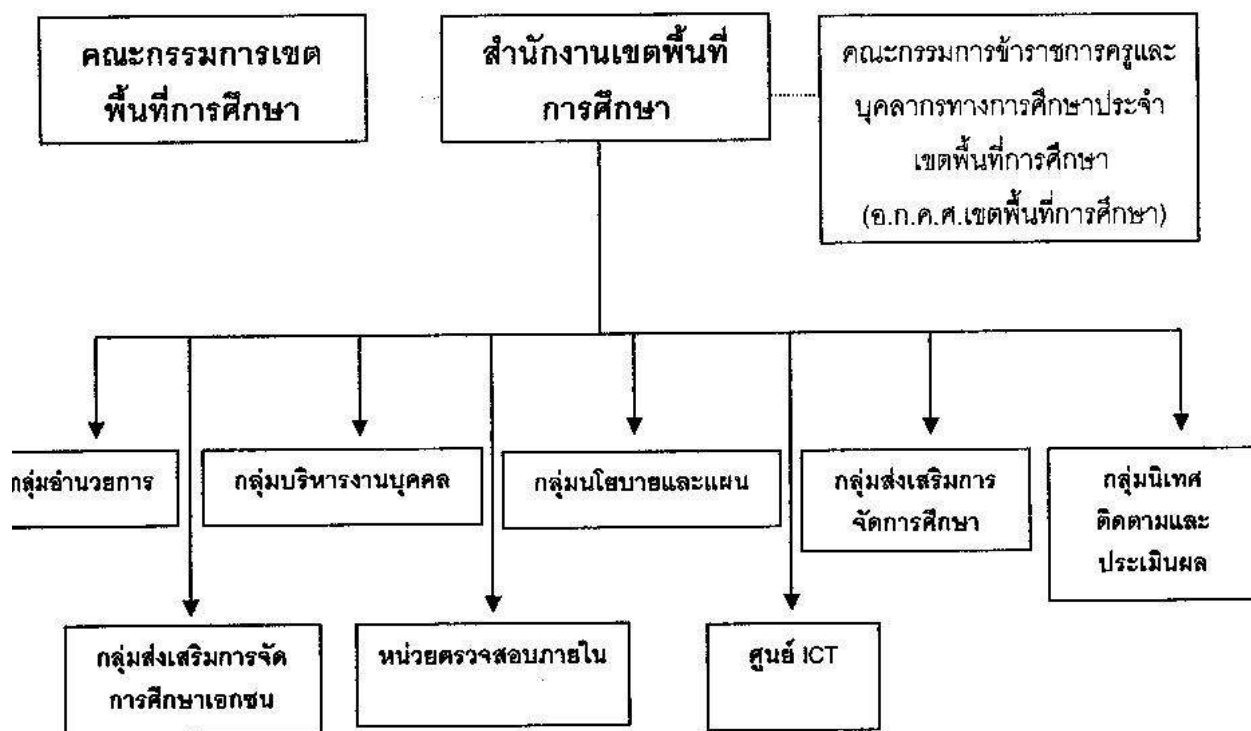 คณะกรรมการเขต
พื้นที่การศึกษา
สำนักงานเขตพื้นที่
การศึกษา
คณะกรรมการข้าราชการครูและ
บุคลากรทางการศึกษาประจำ
เขตพื้นที่การศึกษา
(อ.ก.ค.ศ.เขตพื้นที่การศึกษา)
กลุ่มอำนวยการ
กลุ่มบริหารงานบุคคล
กลุ่มนโยบายและแผน
กลุ่มส่งเสริมการ
จัดการศึกษา
กลุ่มนิเทศ
ติดตามและ
ประเมินผล
กลุ่มส่งเสริมการจัด
การศึกษาเอกชน
หน่วยตรวจสอบภายใน
ศูนย์ ICT